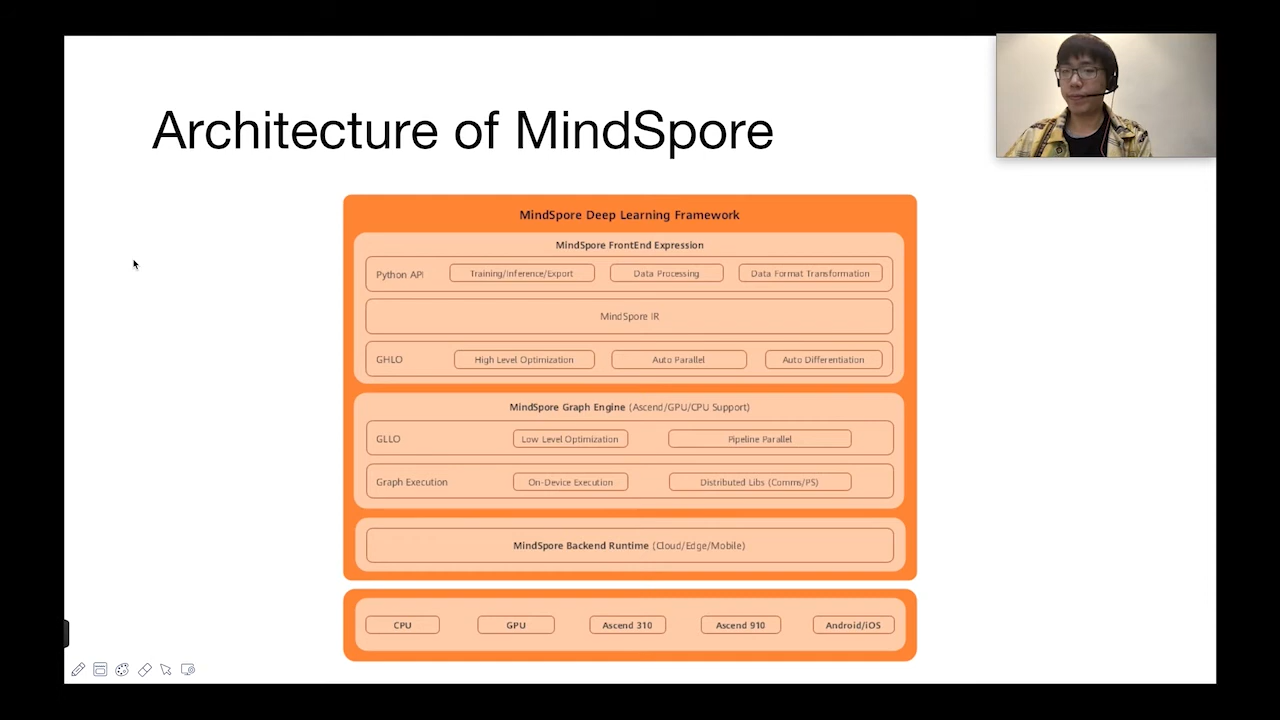 Architecture of MindSpore
MindSpore Deep Learning Framework
MindSpore FrontEnd Expression
Python API Training/Inference/Export Data Processing Data Format Transformation
MindSpore IR
GHLO High Level Optimization Auto Parallel Auto Differentiation
MindSpore Graph Engine (Ascend/GPU/CPU Support)
GLLO Low Level Optimization Pipeline Parallel
Graph Execution On-Device Execution Distributed Libs (Comms/PS)
MindSpore Backend Runtime (Cloud/Edge/Mobile)
CPU GPU Ascend 310 Ascend 910 Android/iOS